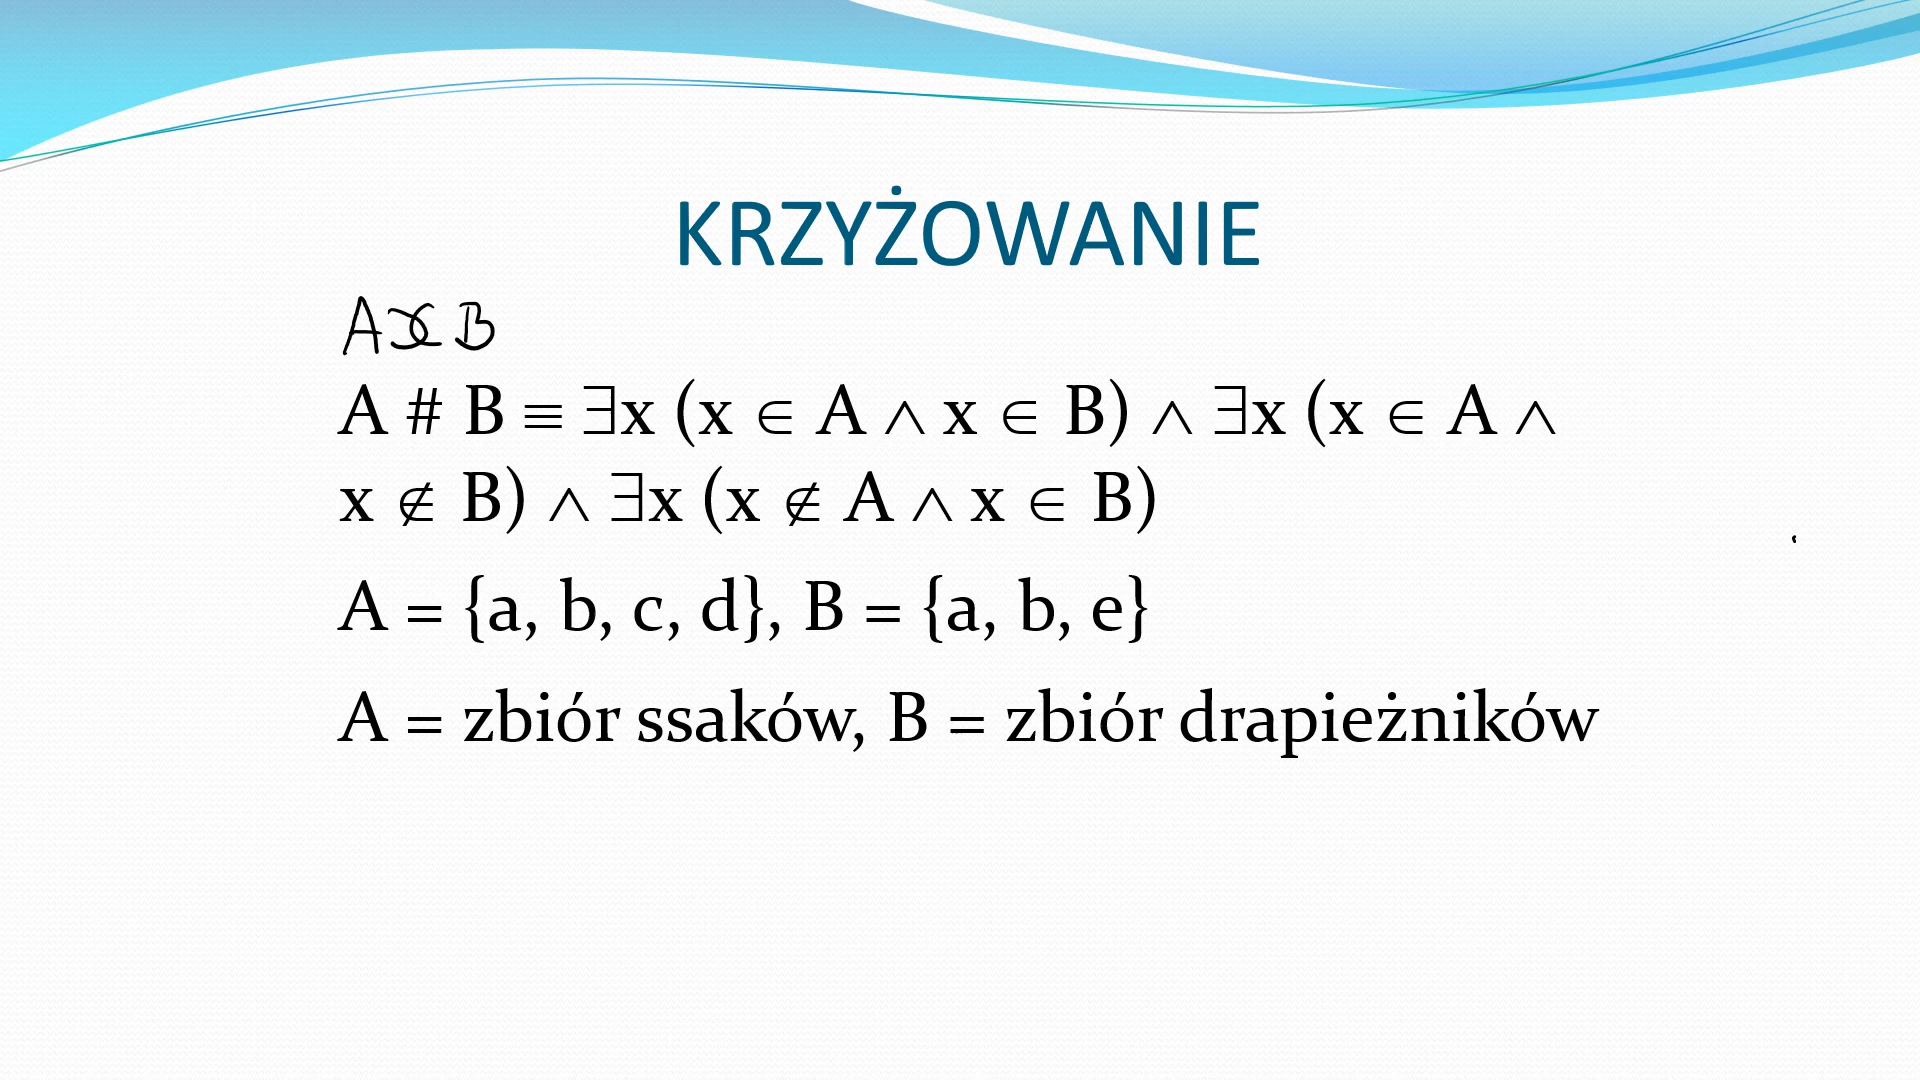 KRZYŻOWANIE
A ⯰ B
A # B ≡ ∃x (x ∈ A ∧ x ∈ B) ∧ ∃x (x ∈ A ∧
x ∉ B) ∧ ∃x (x ∉ A ∧ x ∈ B)
A = {a, b, c, d}, B = {a, b, e}
A = zbiór ssaków, B = zbiór drapieżników